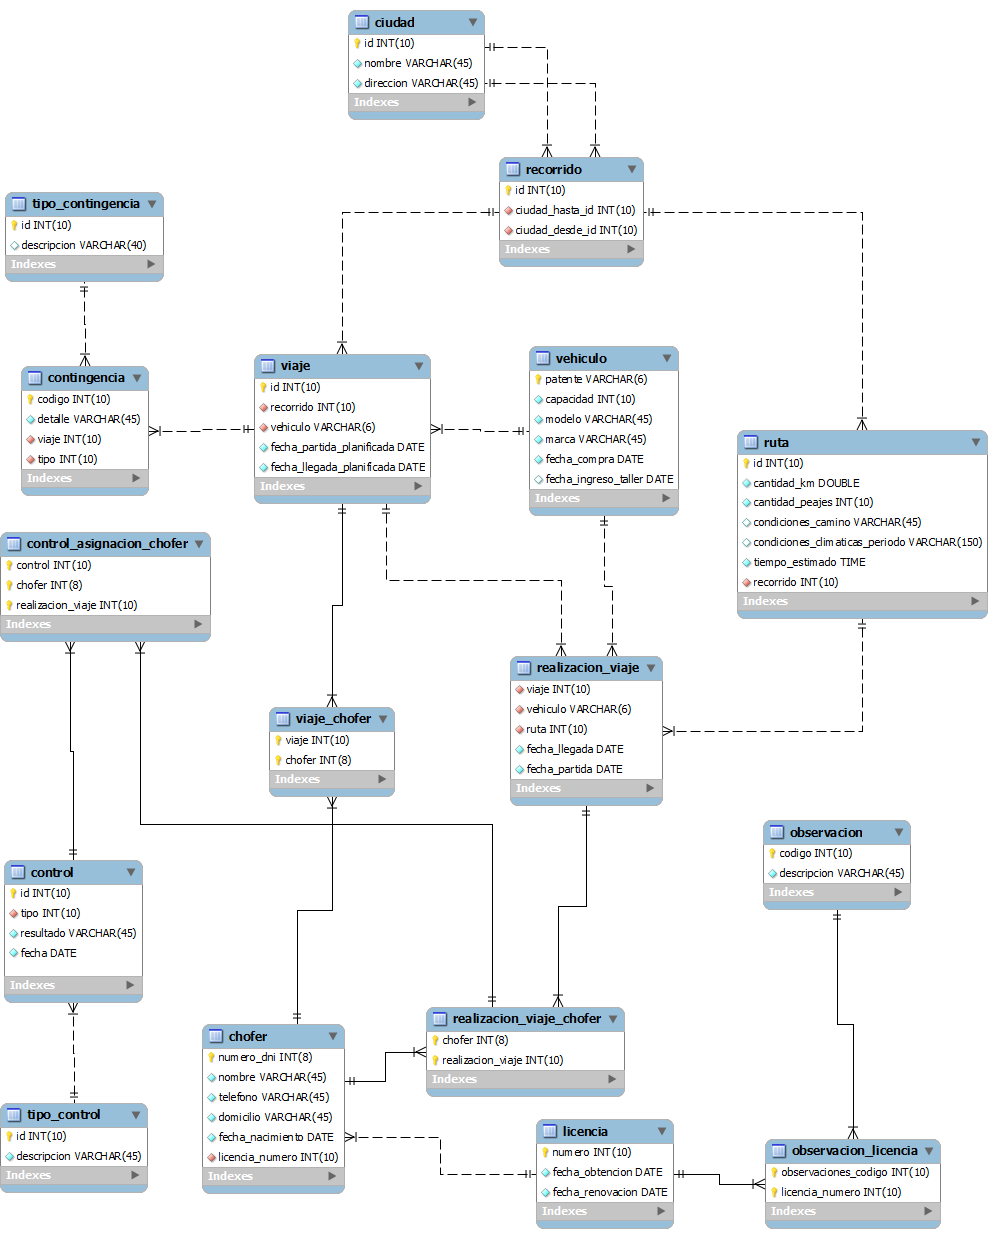 ciudad
id INT(10)
nombre VARCHAR(45)
direccion VARCHAR(45)
Indexes
recorrido
id INT(10)
ciudad_hasta_id INT(10)
ciudad_desde_id INT(10)
Indexes
tipo_contingencia
id INT(10)
descripcion VARCHAR(40)
Indexes
contingencia
codigo INT(10)
detalle VARCHAR(45)
viaje INT(10)
tipo INT(10)
Indexes
viaje
id INT(10)
recorrido INT(10)
vehiculo VARCHAR(6)
fecha_partida_planificada DATE
fecha_llegada_planificada DATE
Indexes
vehiculo
patente VARCHAR(6)
capacidad INT(10)
modelo VARCHAR(45)
marca VARCHAR(45)
fecha_compra DATE
fecha_ingreso_taller DATE
Indexes
ruta
id INT(10)
cantidad_km DOUBLE
cantidad_peajes INT(10)
condiciones_camino VARCHAR(45)
condiciones_climaticas_periodo VARCHAR(150)
tiempo_estimado TIME
recorrido INT(10)
Indexes
control_asignacion_chofer
control INT(10)
chofer INT(8)
realizacion_viaje INT(10)
Indexes
realizacion_viaje
viaje INT(10)
vehiculo VARCHAR(6)
ruta INT(10)
fecha_llegada DATE
fecha_partida DATE
Indexes
viaje_chofer
viaje INT(10)
chofer INT(8)
Indexes
observacion
codigo INT(10)
descripcion VARCHAR(45)
Indexes
control
id INT(10)
tipo INT(10)
resultado VARCHAR(45)
fecha DATE
Indexes
realizacion_viaje_chofer
chofer INT(8)
realizacion_viaje INT(10)
Indexes
chofer
numero_dni INT(8)
nombre VARCHAR(45)
telefono VARCHAR(45)
domicilio VARCHAR(45)
fecha_nacimiento DATE
licencia_numero INT(10)
Indexes
tipo_control
id INT(10)
descripcion VARCHAR(45)
Indexes
licencia
numero INT(10)
fecha_obtencion DATE
fecha_renovacion DATE
Indexes
observacion_licencia
observaciones_codigo INT(10)
licencia_numero INT(10)
Indexes